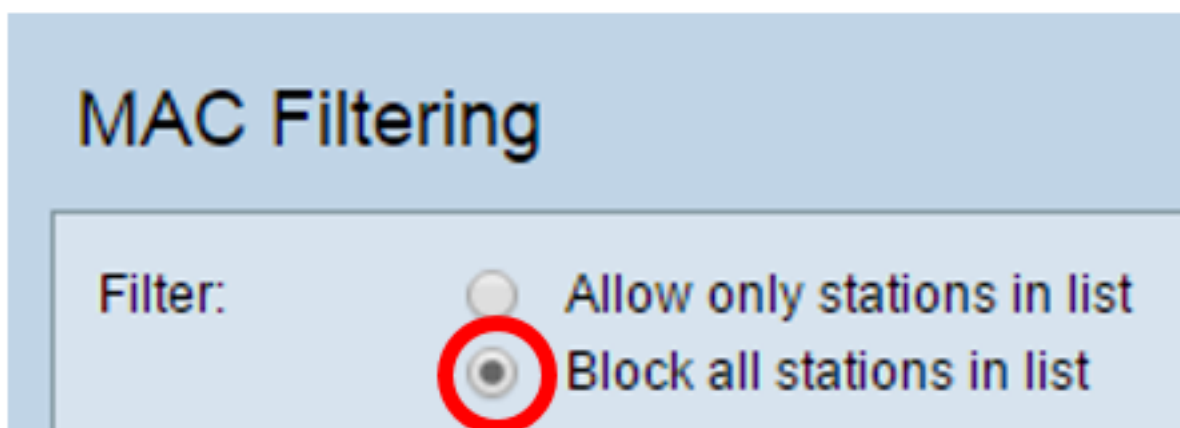 MAC Filtering
Filter: Allow only stations in list
Block all stations in list